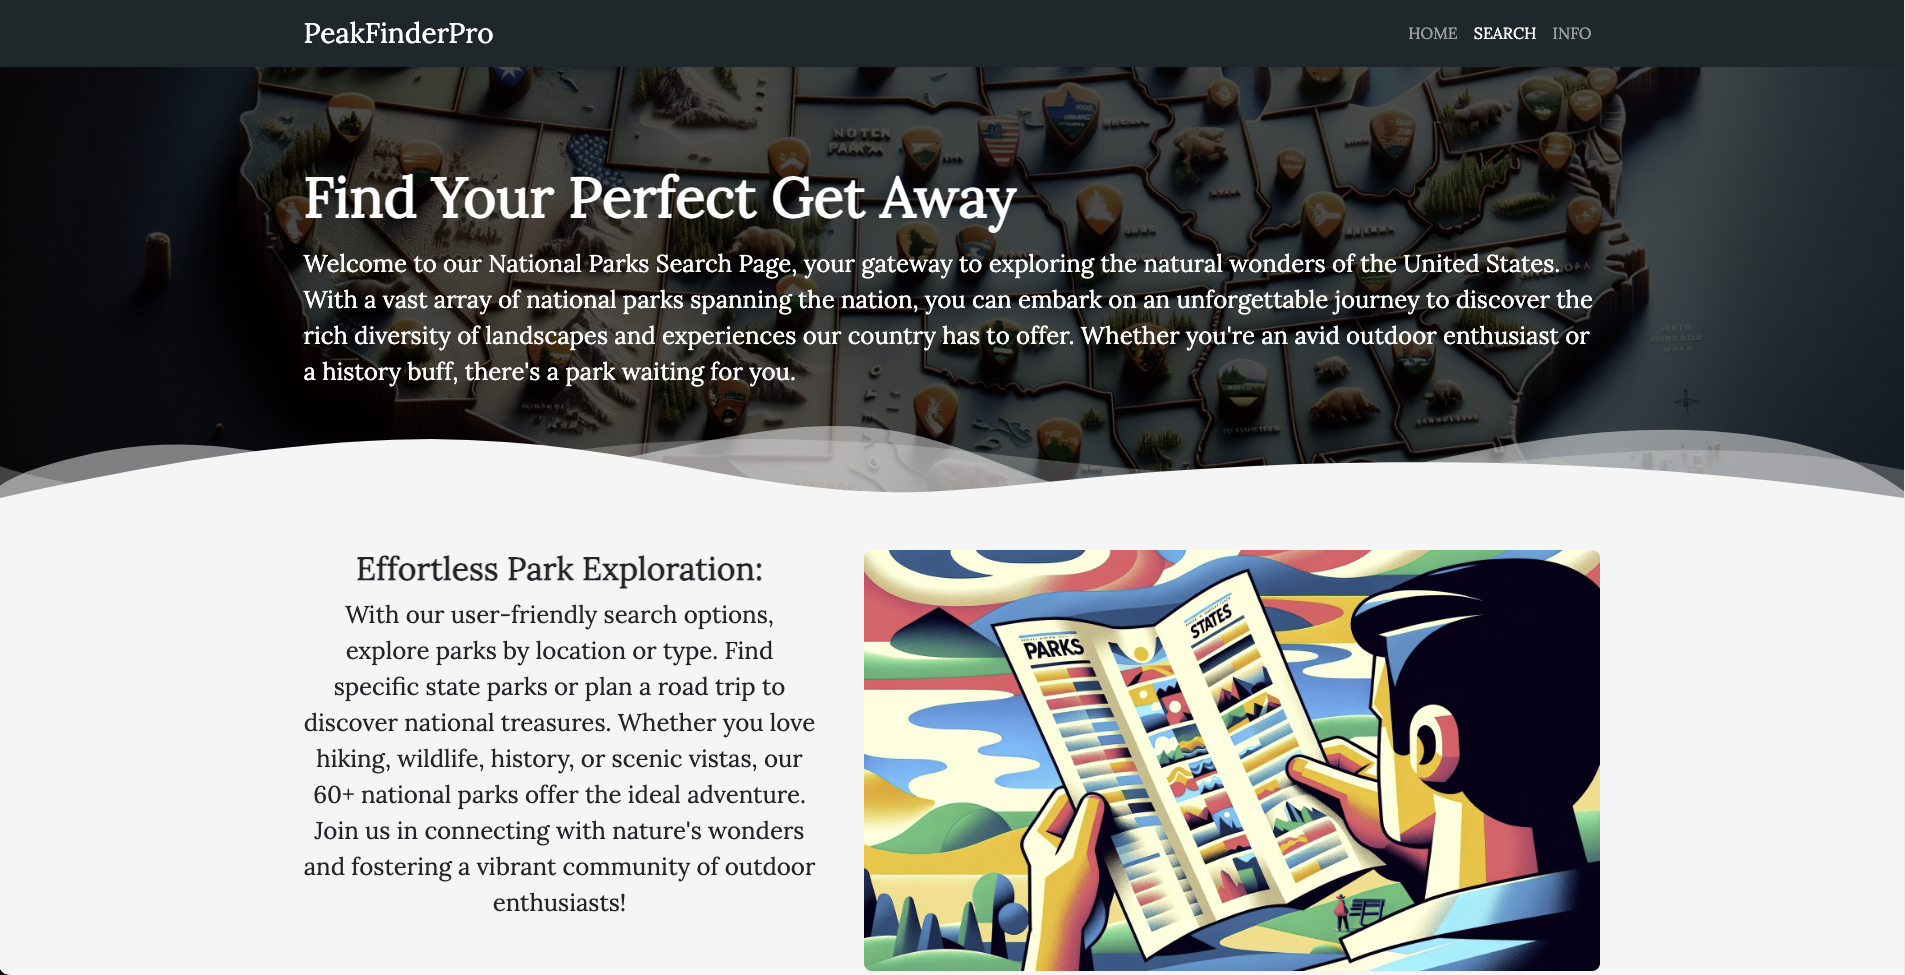 PeakFinderPro
HOME SEARCH INFO
Find Your Perfect Get Away
Welcome to our National Parks Search Page, your gateway to exploring the natural wonders of the United States.
With a vast array of national parks spanning the nation, you can embark on an unforgettable journey to discover the
rich diversity of landscapes and experiences our country has to offer. Whether you're an avid outdoor enthusiast or
a history buff, there's a park waiting for you.
Effortless Park Exploration:
With our user-friendly search options,
explore parks by location or type. Find
specific state parks or plan a road trip to
discover national treasures. Whether you love
hiking, wildlife, history, or scenic vistas, our
60+ national parks offer the ideal adventure.
Join us in connecting with nature's wonders
and fostering a vibrant community of outdoor
enthusiasts!
PARKS
STATES